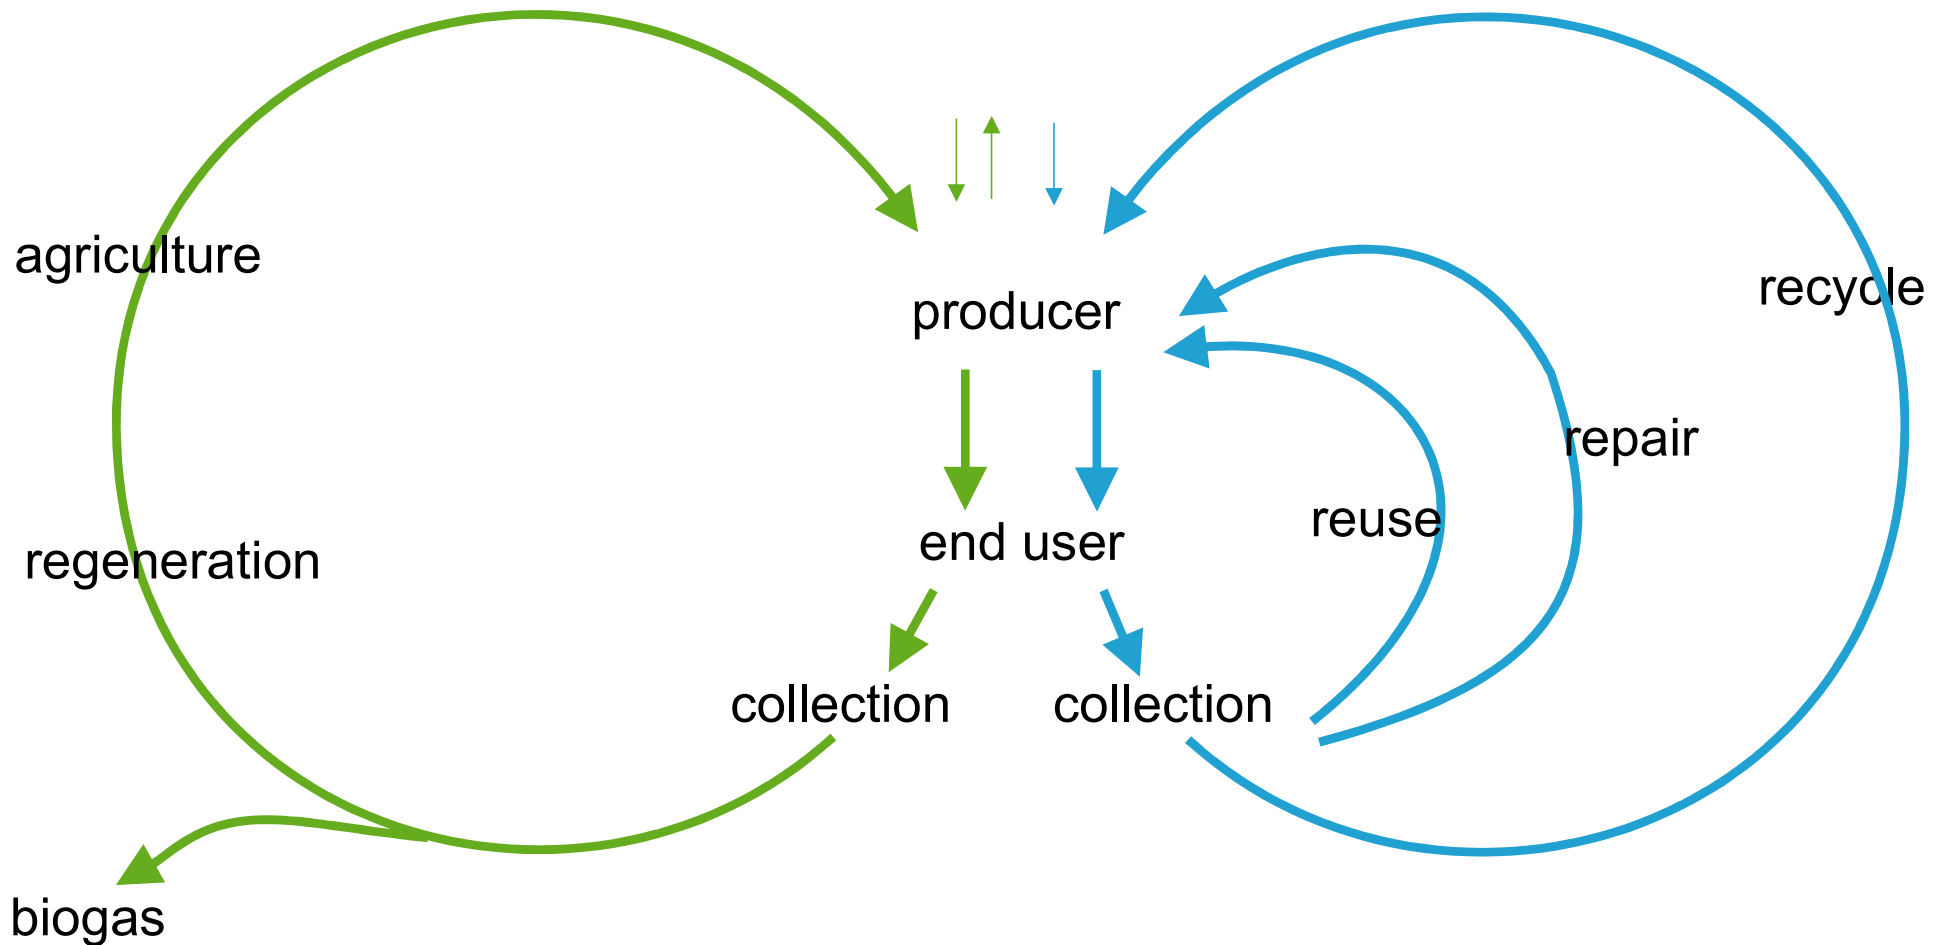 agriculture
recycle
producer
repair
reuse
end user
regeneration
collection
collection
biogas